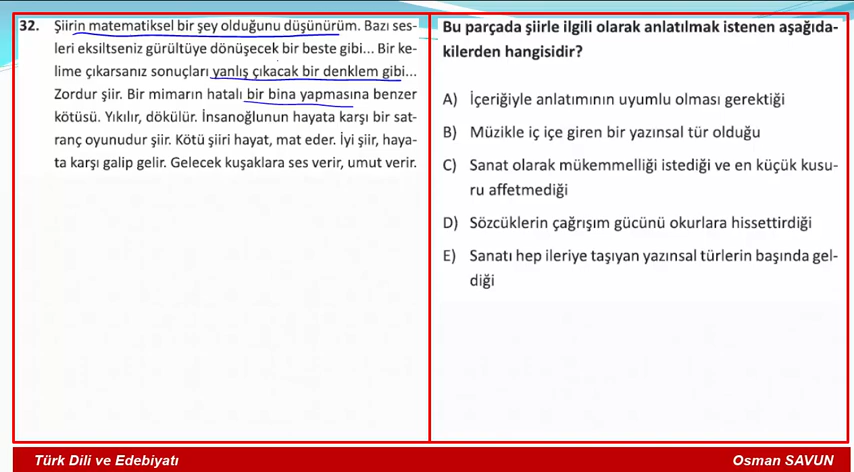 32. Şiirin matematiksel bir şey olduğunu düşünürüm. Bazı ses-
leri eksiltseniz gürültüye dönüşecek bir beste gibi... Bir ke-
lime çıkarsanız sonuçları yanlış çıkacak bir denklem gibi...
Zordur şiir. Bir mimarın hatalı bir bina yapmasına benzer
kötüsü. Yıkılır, dökülür. İnsanoğlunun hayata karşı bir sat-
ranç oyunudur şiir. Kötü şiiri hayat, mat eder. İyi şiir, haya-
ta karşı galip gelir. Gelecek kuşaklara ses verir, umut verir.
Bu parçada şiirle ilgili olarak anlatılmak istenen aşağıda-
kilerden hangisidir?
A) İçeriğiyle anlatımının uyumlu olması gerektiği
B) Müzikle iç içe giren bir yazınsal tür olduğu
C) Sanat olarak mükemmelliği istediği ve en küçük kusu-
ru affetmediği
D) Sözcüklerin çağrışım gücünü okurlara hissettirdiği
E) Sanatı hep ileriye taşıyan yazınsal türlerin başında gel-
diği
Türk Dili ve Edebiyatı
Osman SAVUN